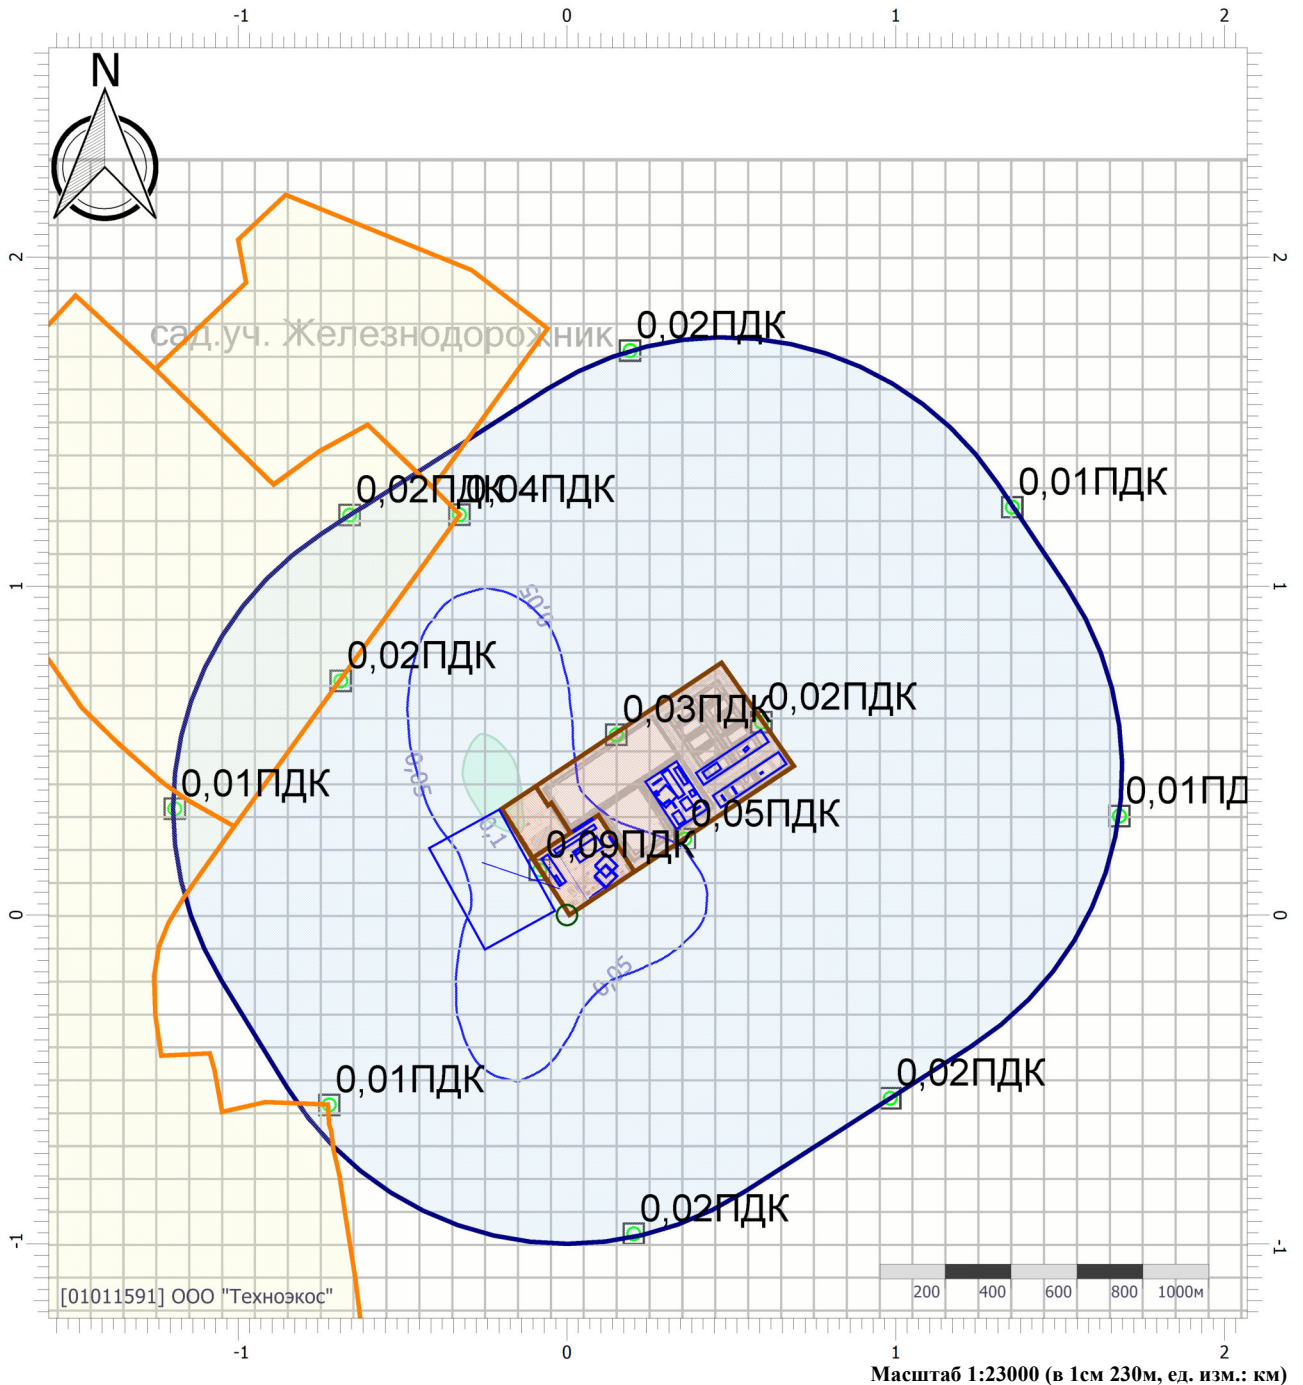 -1 0 1 2
N
2 2
сад.уч. Железнодорожник
0,02ПДК
0,01ПДК
0,02ПДК
0,04ПДК
1 1
0,05
0,02ПДК
0,03ПДК
0,02ПДК
0,05
0,01ПДК
0,01ПД
0,05ПДК
0,1
0,09ПДК
0 0
0,05
0,01ПДК
0,02ПДК
0,02ПДК
-1 -1
200 400 600 800 1000м
[01011591] ООО "Техноэкос"
-1 0 1 2
Масштаб 1:23000 (в 1см 230м, ед. изм.: км)